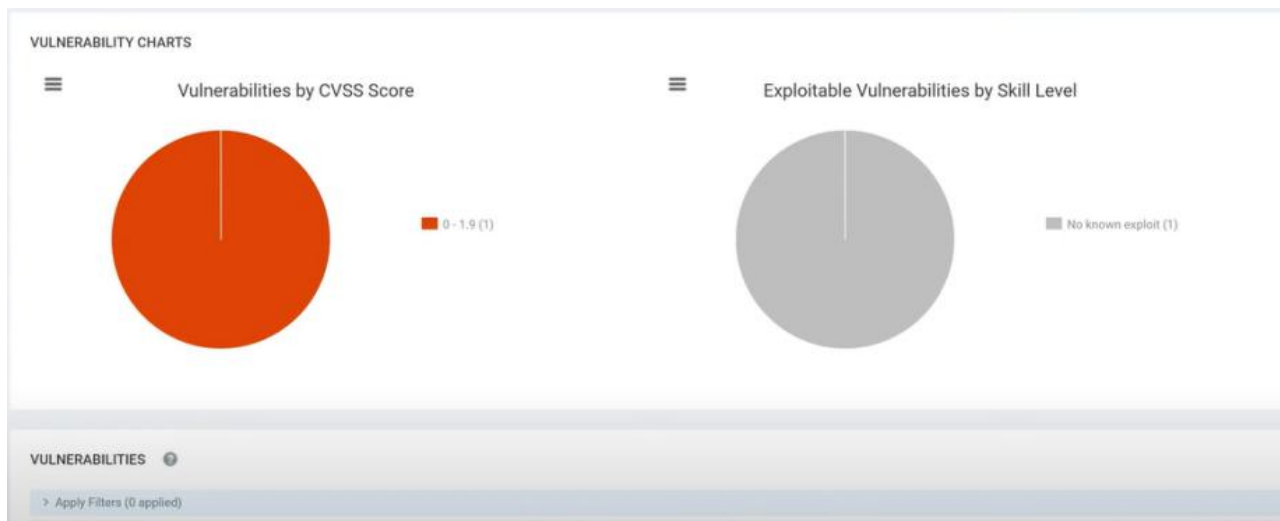 VULNERABILITY CHARTS
Vulnerabilities by CVSS Score
0 - 1.9 (1)
Exploitable Vulnerabilities by Skill Level
No known exploit (1)
VULNERABILITIES ?
> Apply Filters (0 applied)